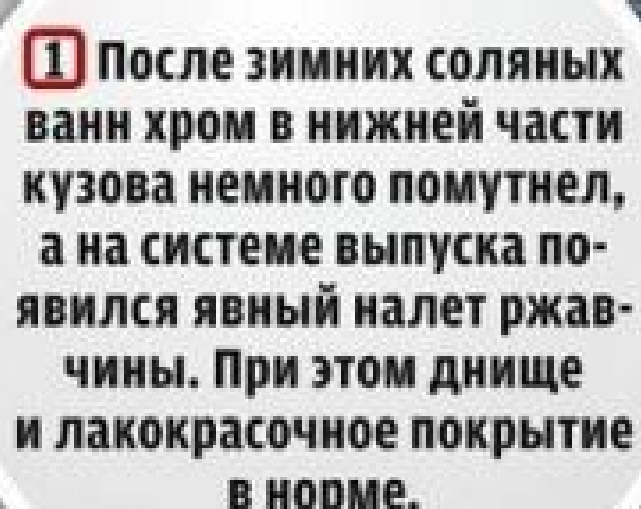 1 После зимних соляных
ванн хром в нижней части
кузова немного помутнел,
а на системе выпуска по-
явился явный налет ржав-
чины. При этом днище
и лакокрасочное покрытие
в норме.